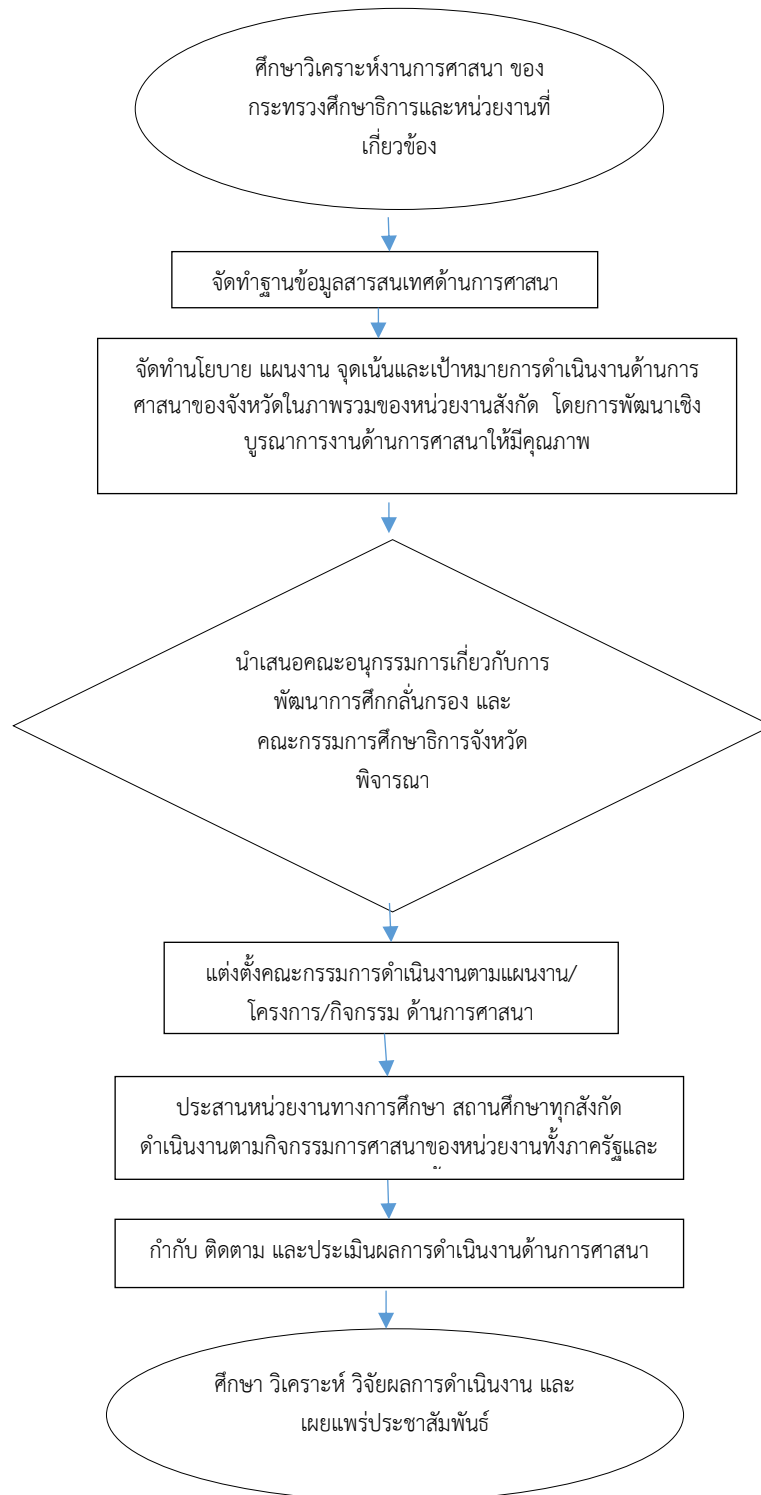 ศึกษาวิเคราะห์งานการศาสนา ของ
กระทรวงศึกษาธิการและหน่วยงานที่
เกี่ยวข้อง
จัดทำฐานข้อมูลสารสนเทศด้านการศาสนา
จัดทำนโยบาย แผนงาน จุดเน้นและเป้าหมายการดำเนินงานด้านการ
ศาสนาของจังหวัดในภาพรวมของหน่วยงานสังกัด โดยการพัฒนาเชิง
บูรณาการงานด้านการศาสนาให้มีคุณภาพ
นำเสนอคณะอนุกรรมการเกี่ยวกับการ
พัฒนาการศึกกลั่นกรอง และ
คณะกรรมการศึกษาธิการจังหวัด
พิจารณา
แต่งตั้งคณะกรรมการดำเนินงานตามแผนงาน/
โครงการ/กิจกรรม ด้านการศาสนา
ประสานหน่วยงานทางการศึกษา สถานศึกษาทุกสังกัด
ดำเนินงานตามกิจกรรมการศาสนาของหน่วยงานทั้งภาครัฐและ
กำกับ ติดตาม และประเมินผลการดำเนินงานด้านการศาสนา
ศึกษา วิเคราะห์ วิจัยผลการดำเนินงาน และ
เผยแพร่ประชาสัมพันธ์